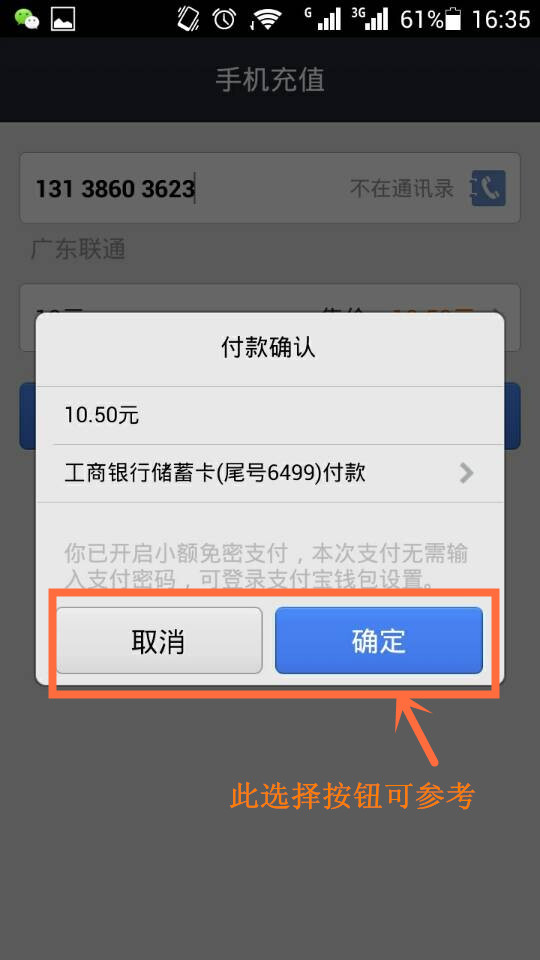 G 3G 61% 16:35
手机充值
131 3860 3623 不在通讯录
广东联通
付款确认
10.50元
工商银行储蓄卡(尾号6499)付款
你已开启小额免密支付，本次支付无需输
入支付密码，可登录支付宝钱包设置。
取消 确定
此选择按钮可参考